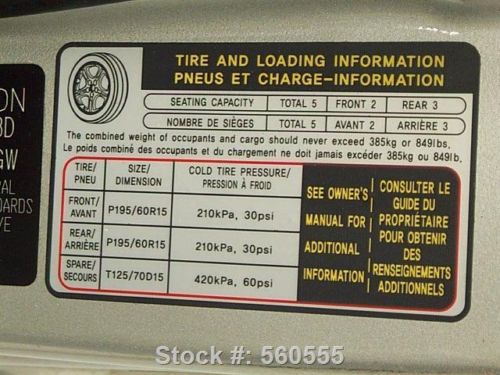 TIRE AND LOADING INFORMATION
PNEUS ET CHARGE-INFORMATION
SEATING CAPACITY TOTAL 5 FRONT 2 REAR 3
NOMBRE DE SIÈGES TOTAL 5 AVANT 2 ARRIÈRE 3
The combined weight of occupants and cargo should never exceed 385kg or 849lbs.
Le poids combiné des occupants et du chargement ne doit jamais excéder 385kg ou 849lb.
TIRE/ PNEU
SIZE/ DIMENSION
COLD TIRE PRESSURE/ PRESSION À FROID
FRONT/ AVANT P195/60R15 210kPa, 30psi
REAR/ ARRIÈRE P195/60R15 210kPa, 30psi
SPARE/ SECOURS T125/70D15 420kPa, 60psi
SEE OWNER'S
MANUAL FOR
ADDITIONAL
INFORMATION
CONSULTER LE
GUIDE DU
PROPRIÉTAIRE
POUR OBTENIR
DES
RENSEIGNEMENTS
ADDITIONNELS
Stock #: 560555